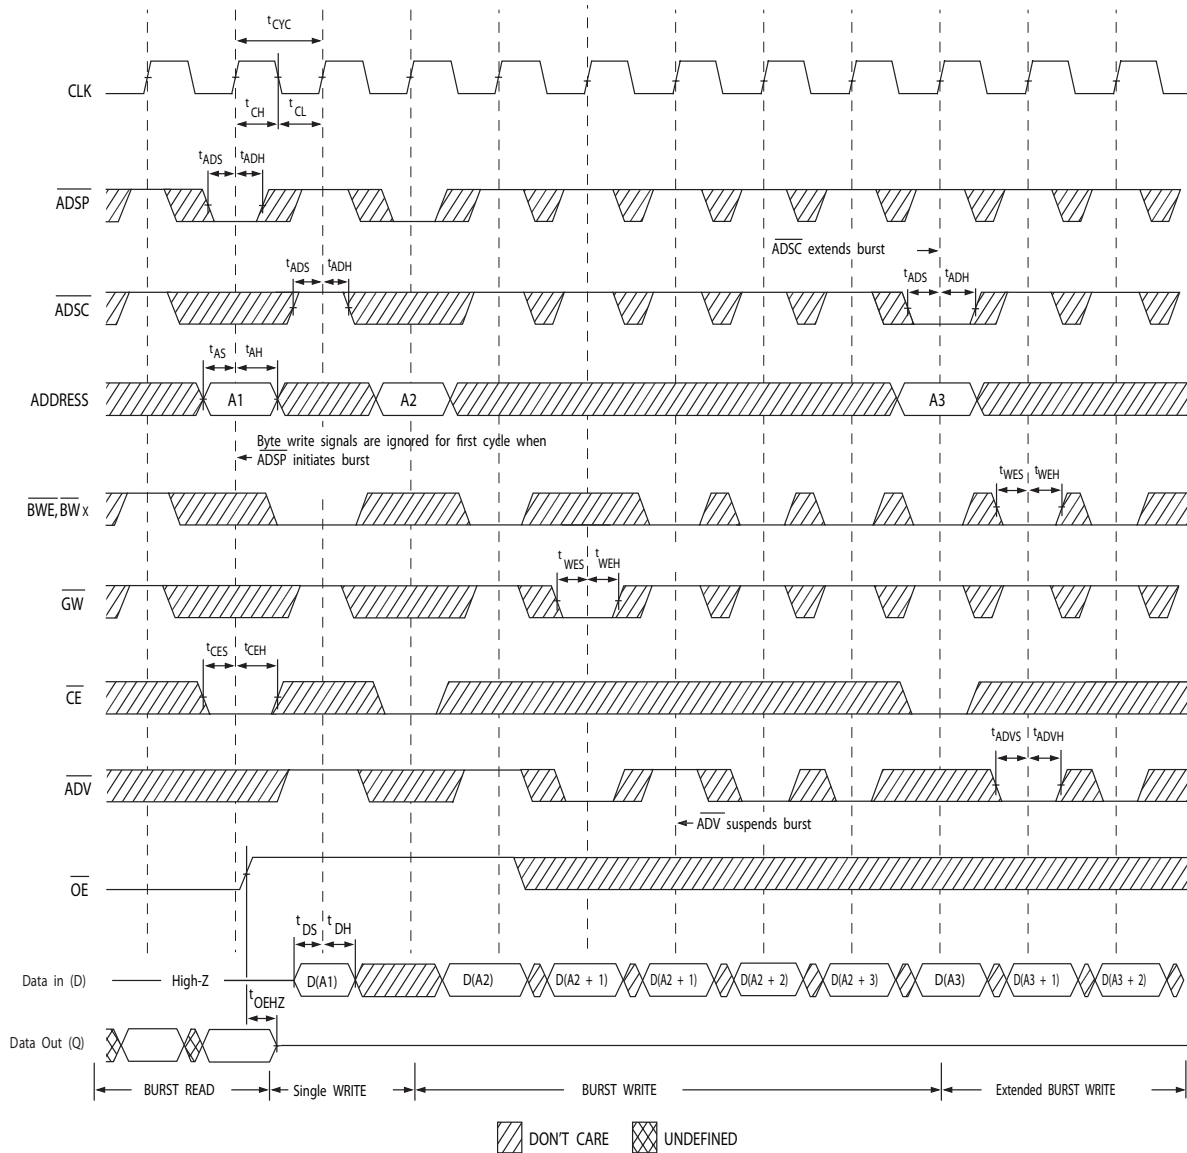 tCYC
CLK
tCH
tCL
tADS
tADH
ADSP
ADSC extends burst
tADS
tADH
tADS
tADH
ADSC
tAS
tAH
ADDRESS
A1
A2
A3
Byte write signals are ignored for first cycle when
ADSP initiates burst
tWES
tWEH
BWE, BW x
tWES
tWEH
GW
tCES
tCEH
CE
tADVS
tADVH
ADV
ADV suspends burst
OE
tDS
tDH
Data in (D)
High-Z
D(A1)
D(A2)
D(A2 + 1)
D(A2 + 1)
D(A2 + 2)
D(A2 + 3)
D(A3)
D(A3 + 1)
D(A3 + 2)
tOEHZ
Data Out (Q)
BURST READ
Single WRITE
BURST WRITE
Extended BURST WRITE
DON'T CARE
UNDEFINED